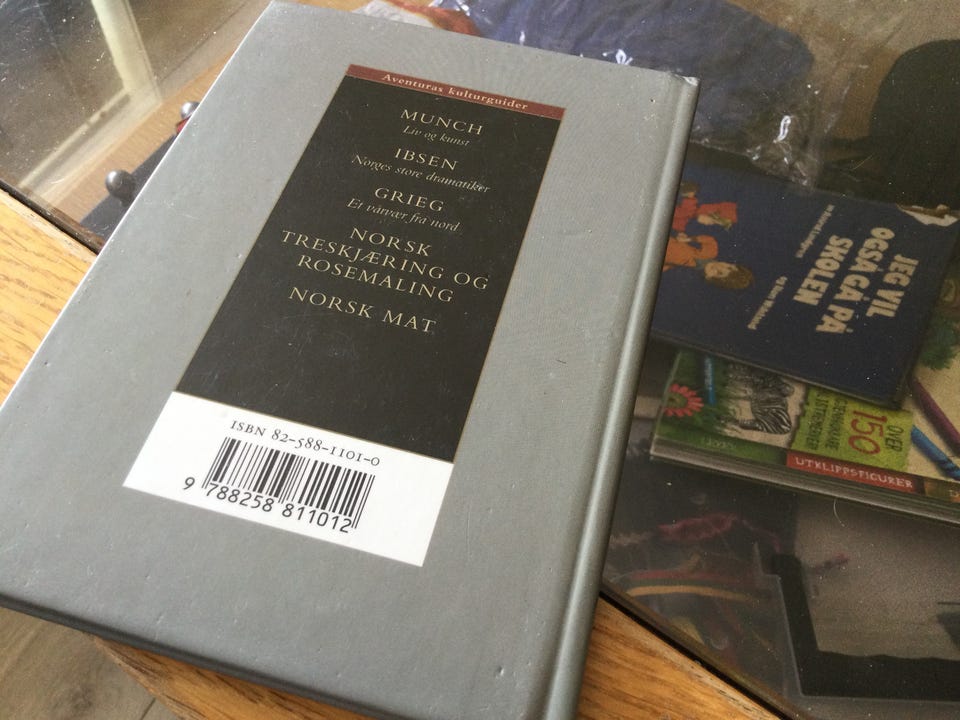 Aventuras kulturguider
MUNCH
Liv og kunst
IBSEN
Norges store dramatiker
GRIEG
Et vårvær fra nord
NORSK
TRESKJÆRING OG
ROSEMALING
NORSK MAT
ISBN 82-588-1101-0
9 788258 811012
JEG VIL
OGSÅ GÅ PÅ
SKOLEN
OVER
150
UTKLIPPSFIGURER